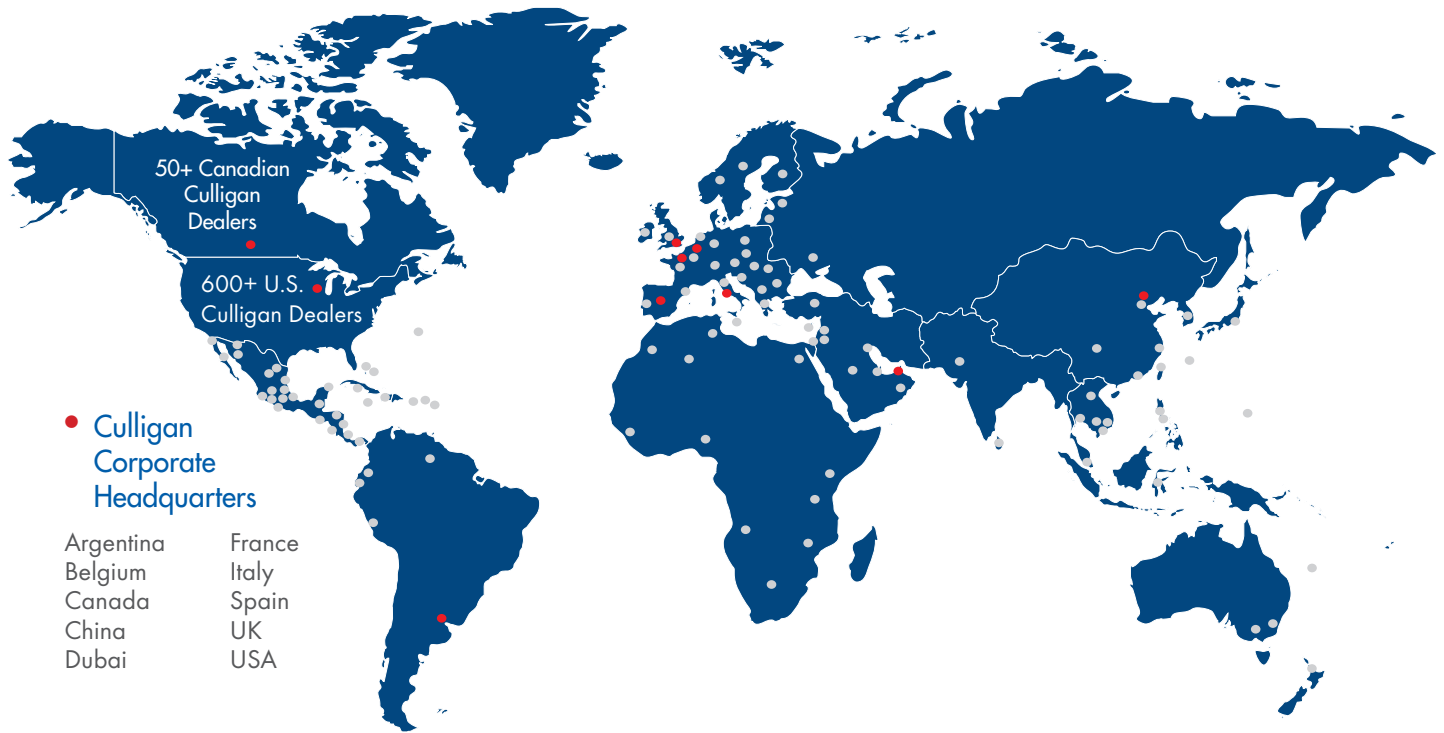 50+ Canadian
Culligan
Dealers
600+ U.S.
Culligan Dealers
Culligan
Corporate
Headquarters
Argentina
Belgium
Canada
China
Dubai
France
Italy
Spain
UK
USA